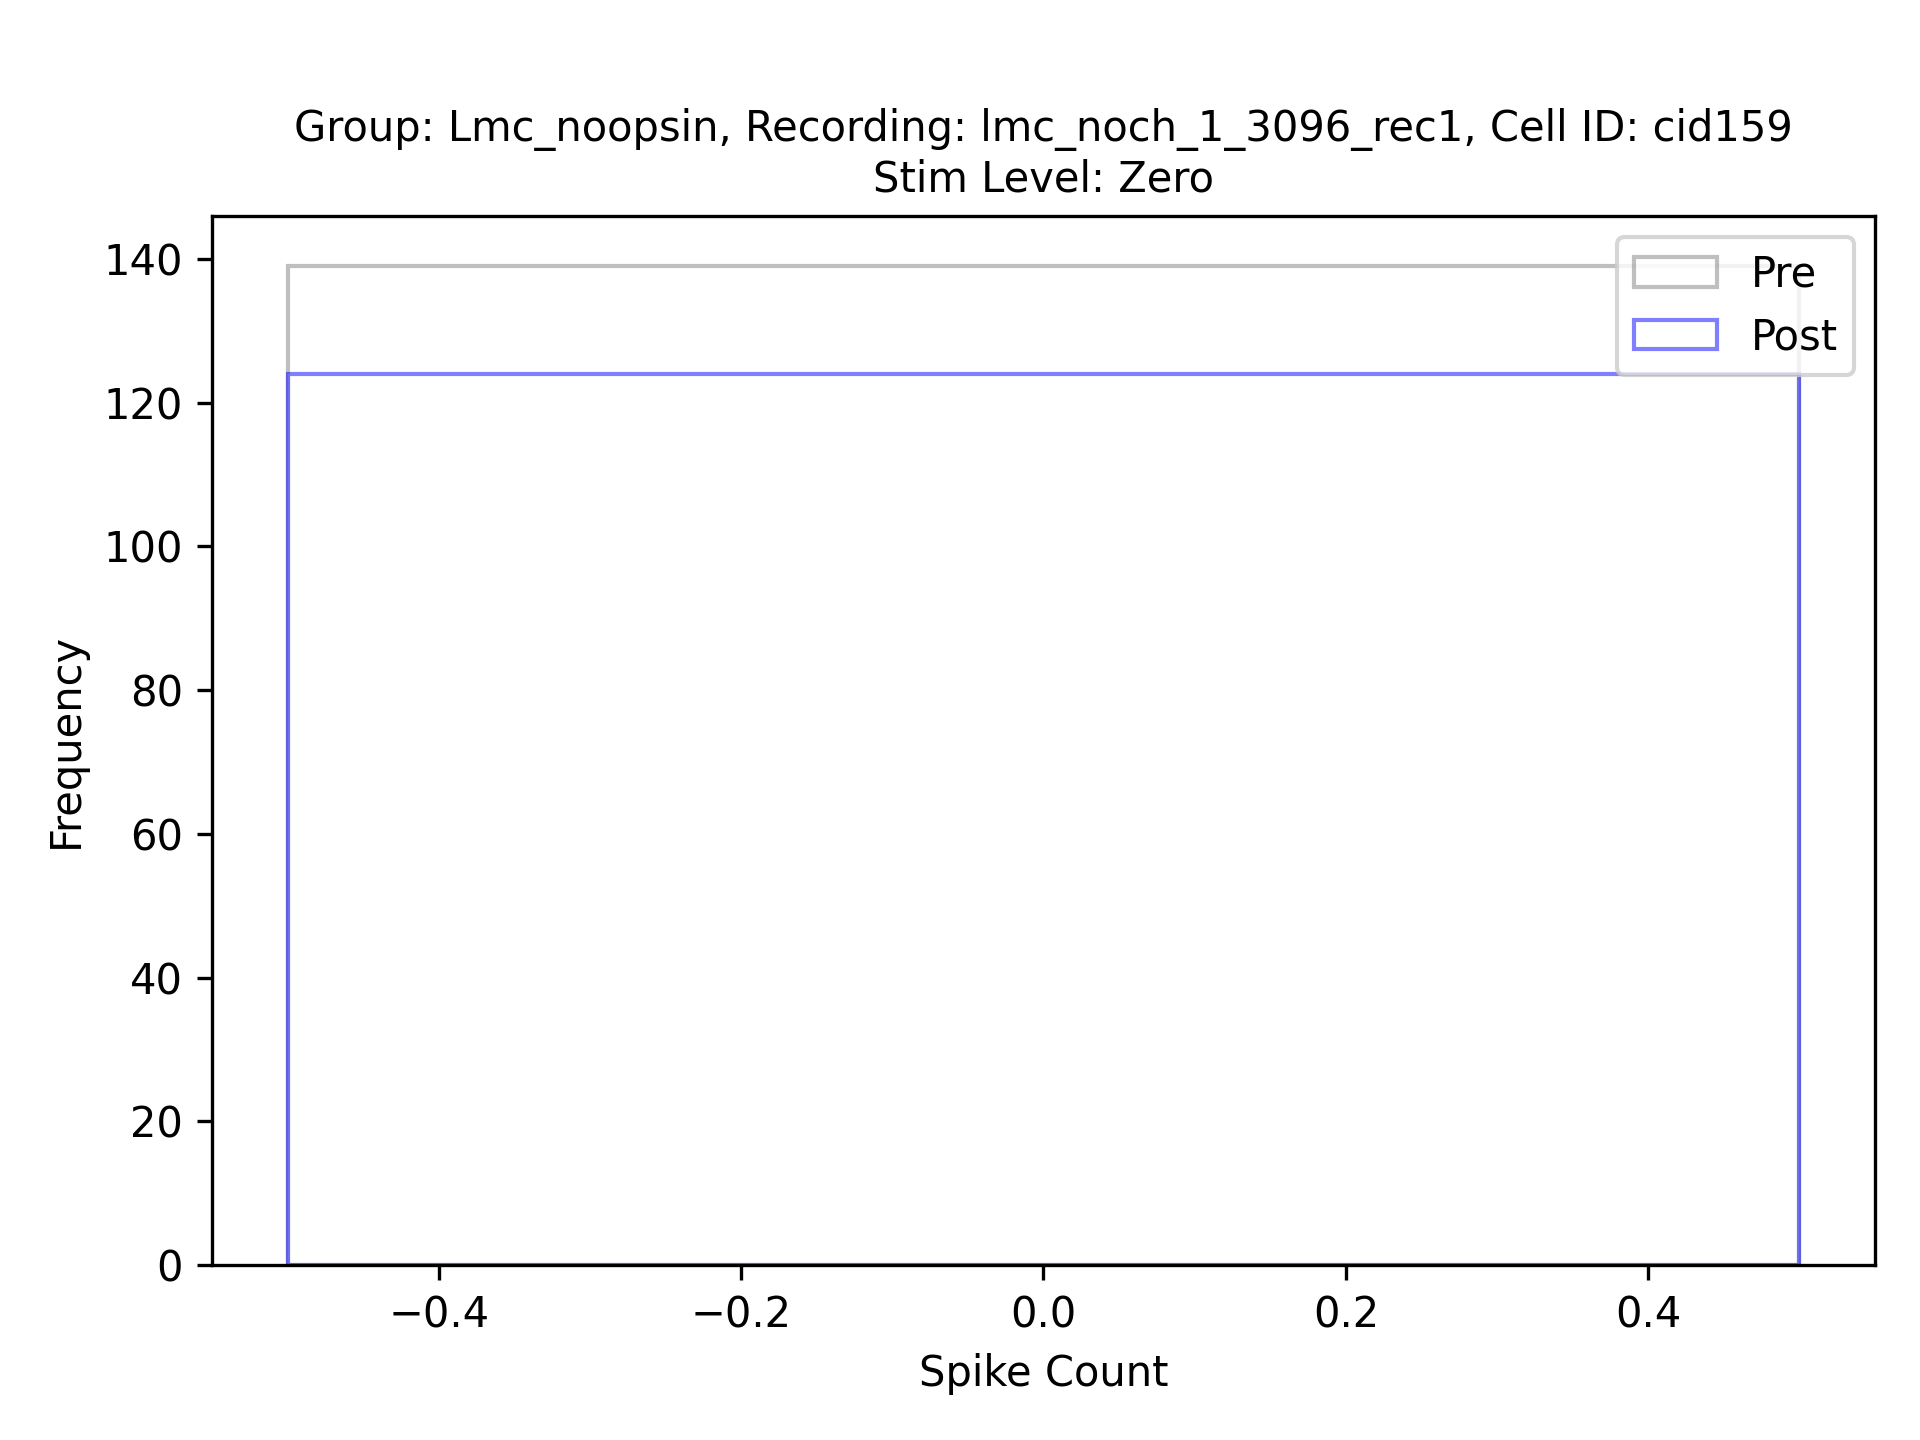 Group: Lmc_noopsin, Recording: lmc_noch_1_3096_rec1, Cell ID: cid159
Stim Level: Zero
Pre
Post
140
120
100
80
60
40
20
0
Frequency
−0.4
−0.2
0.0
0.2
0.4
Spike Count